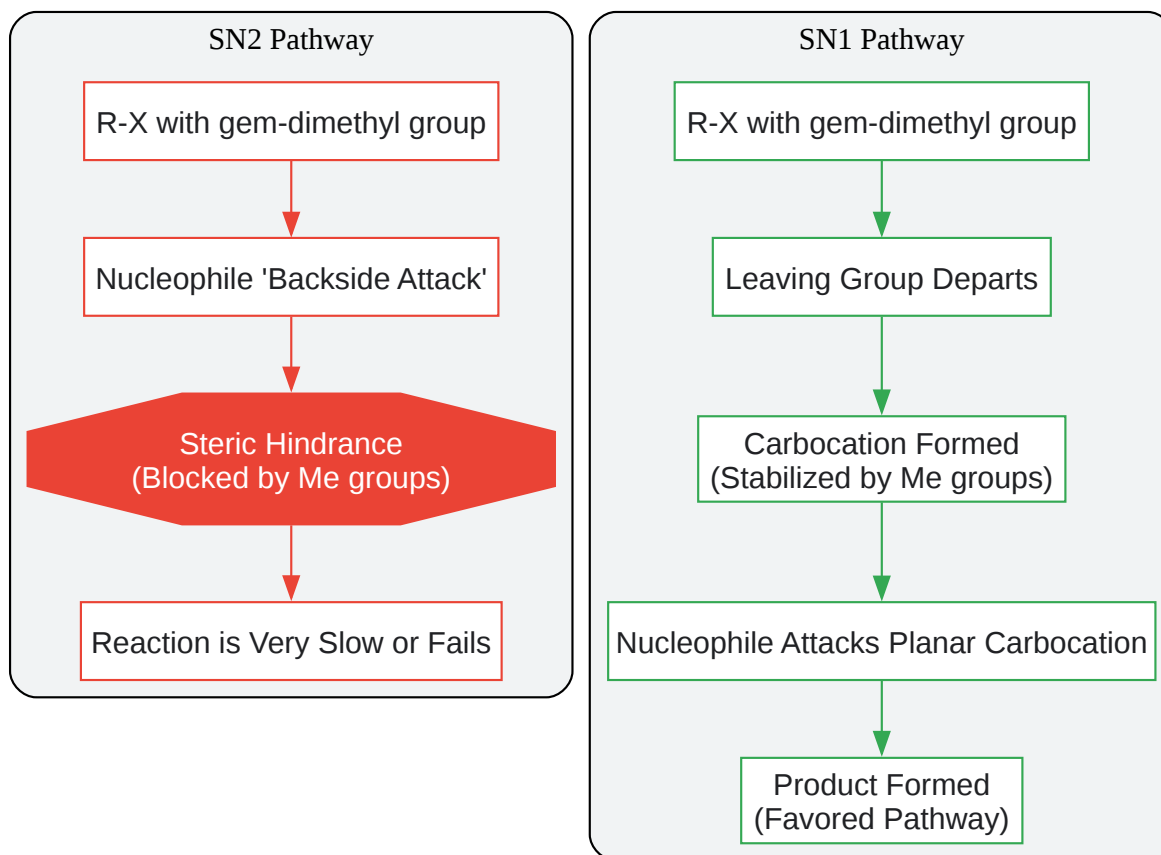 SN2 Pathway
R-X with gem-dimethyl group
Nucleophile 'Backside Attack'
Steric Hindrance
(Blocked by Me groups)
Reaction is Very Slow or Fails
SN1 Pathway
R-X with gem-dimethyl group
Leaving Group Departs
Carbocation Formed
(Stabilized by Me groups)
Nucleophile Attacks Planar Carbocation
Product Formed
(Favored Pathway)